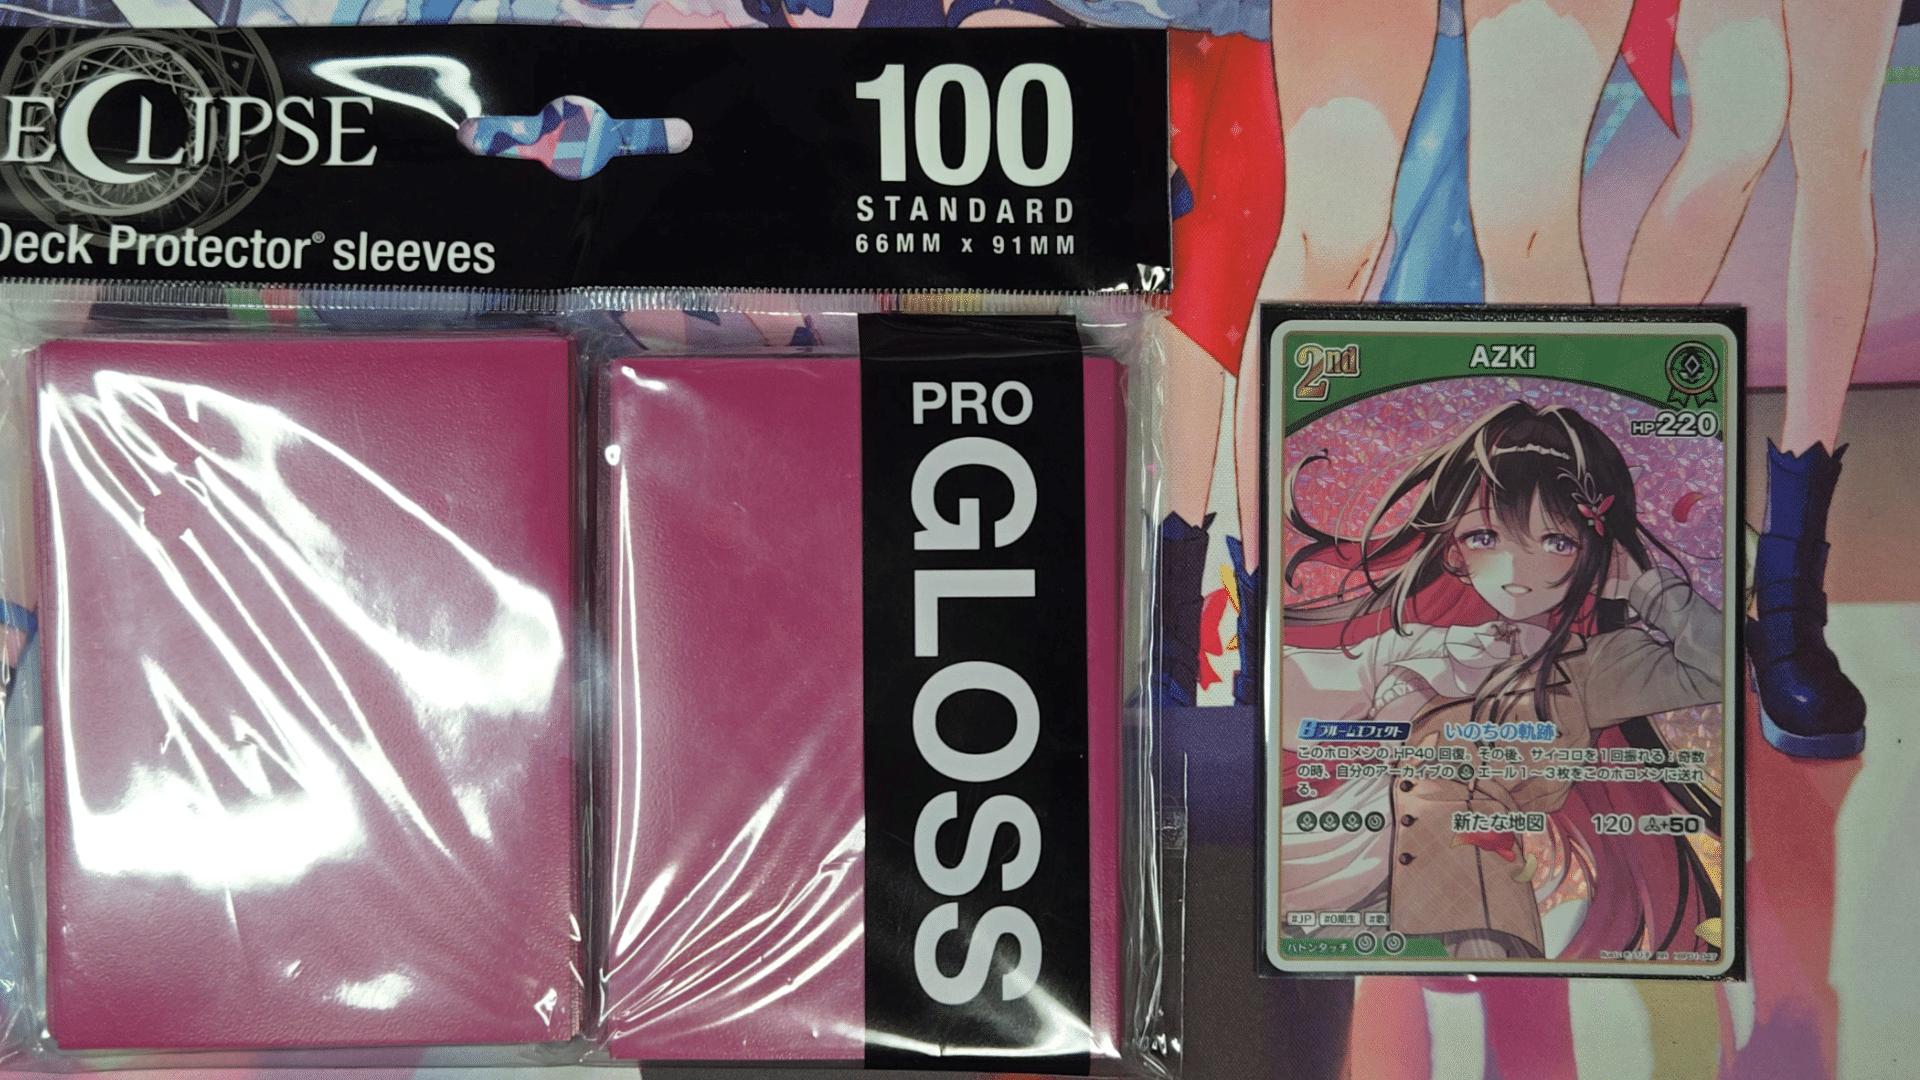 ECLIPSE
Deck Protector® sleeves
100
STANDARD
66MM x 91MM
PRO
GLOSS
2nd
AZKi
HP220
ブルームエフェクト いのちの軌跡
このホロメンのHP40回復。その後、サイコロを1回振れる：奇数
の時、自分のアーカイブの エール1～3枚をこのホロメンに送れ
る。
新たな地図 120 +50
#JP #0期生 #歌
バトンタッチ